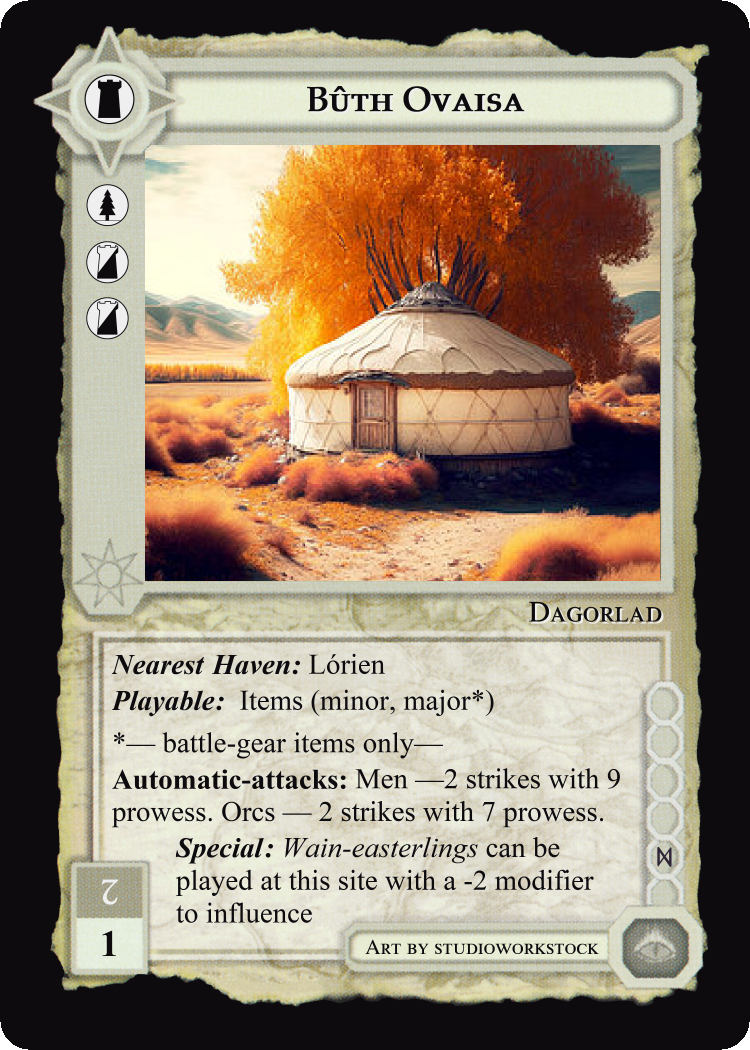 Bûth Ovaisa
Dagorlad
Nearest Haven: Lórien
Playable: Items (minor, major*)
*— battle-gear items only—
Automatic-attacks: Men —2 strikes with 9
prowess. Orcs — 2 strikes with 7 prowess.
Special: Wain-easterlings can be
played at this site with a -2 modifier
to influence
2
1
Art by studioworkstock